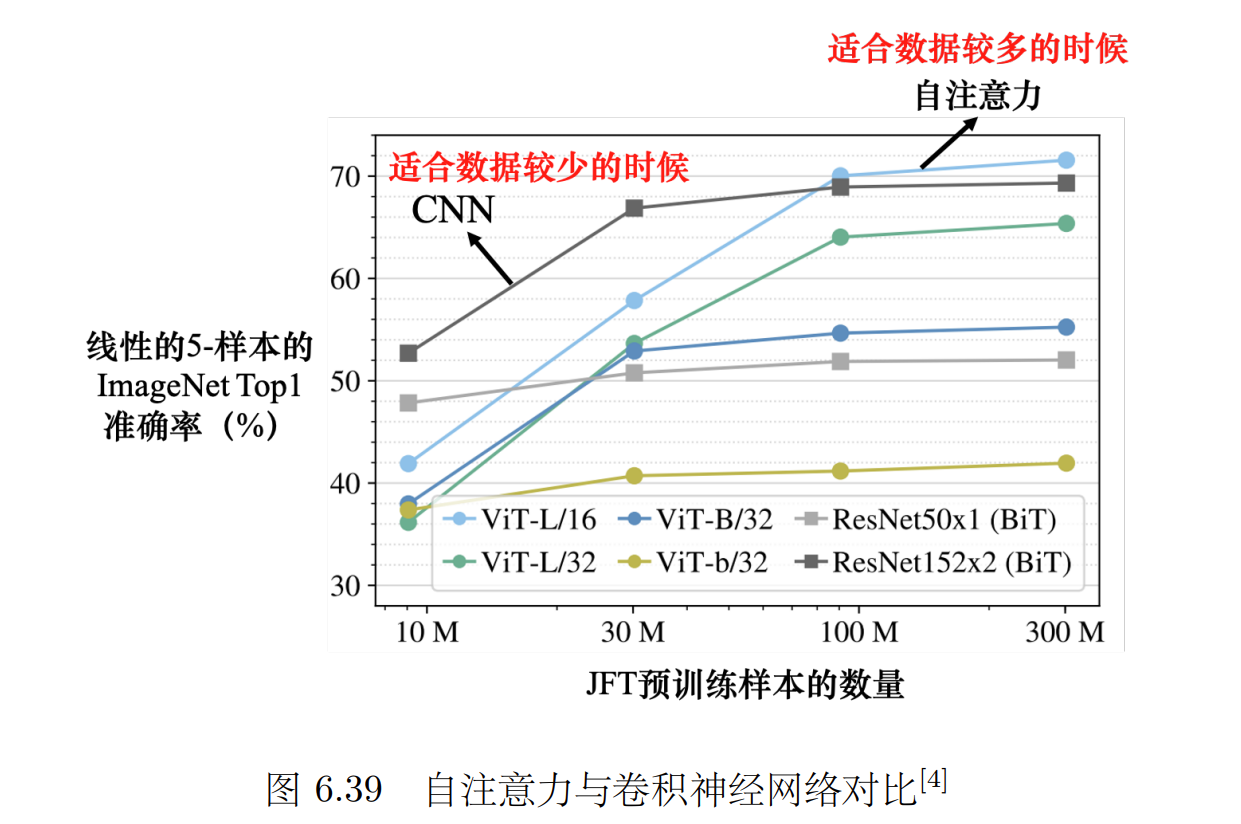 适合数据较多的时候
自注意力
适合数据较少的时候
CNN
70
60
50
40
30
线性的5-样本的
ImageNet Top1
准确率（%）
ViT-L/16 ViT-B/32 ResNet50x1 (BiT)
ViT-L/32 ViT-b/32 ResNet152x2 (BiT)
10 M 30 M 100 M 300 M
JFT预训练样本的数量
图 6.39 自注意力与卷积神经网络对比[4]